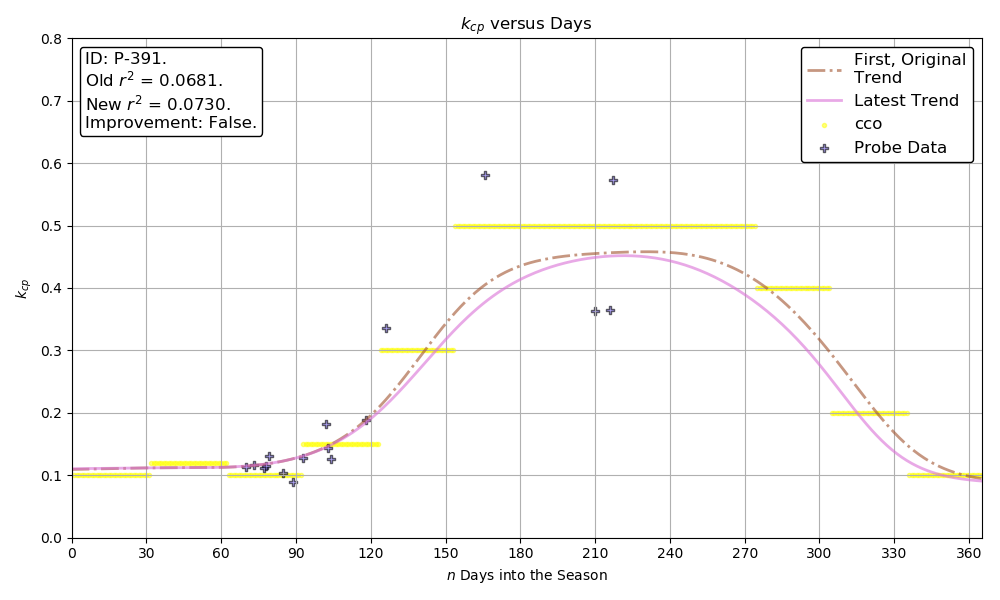 k_cp versus Days
ID: P-391.
Old r² = 0.0681.
New r² = 0.0730.
Improvement: False.
First, Original
Trend
Latest Trend
cco
Probe Data
0.8
0.7
0.6
0.5
0.4
0.3
0.2
0.1
0.0
k_cp
0 30 60 90 120 150 180 210 240 270 300 330 360
n Days into the Season